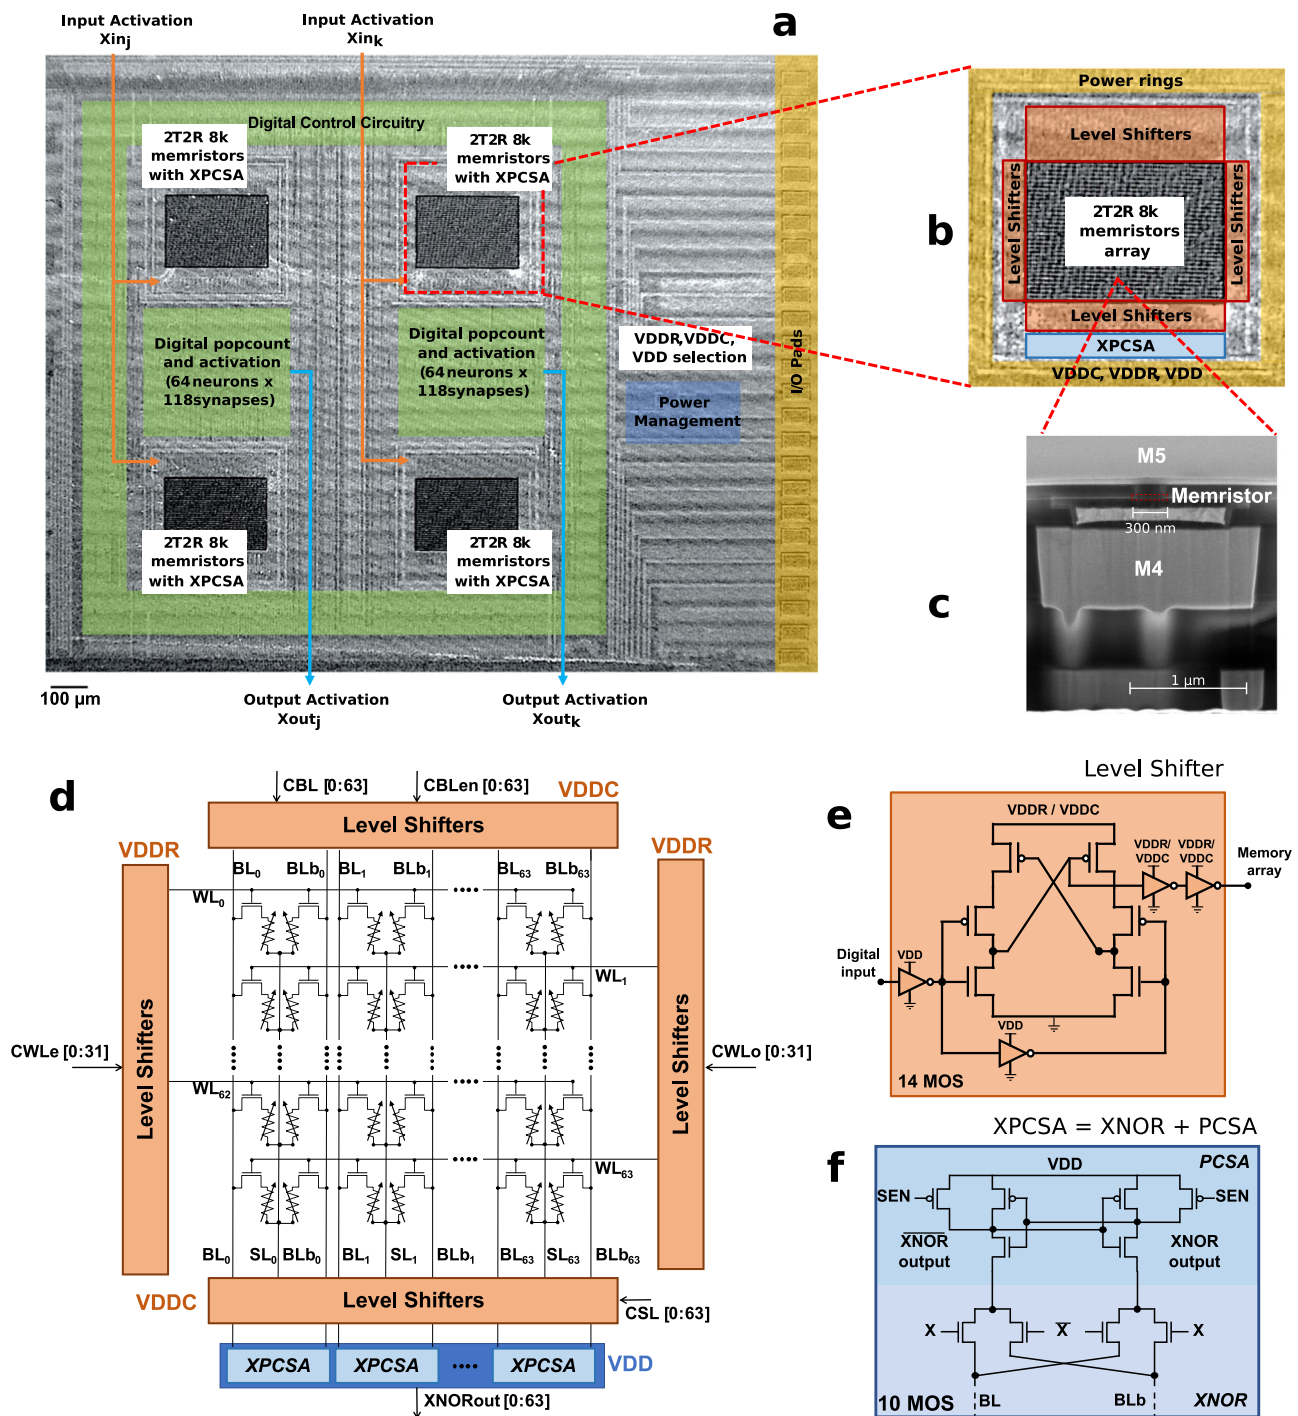 Input Activation
Xinj
Input Activation
Xink
a
Digital Control Circuitry
2T2R 8k
memristors
with XPCSA
2T2R 8k
memristors
with XPCSA
Digital popcount
and activation
(64neurons x
118synapses)
Digital popcount
and activation
(64neurons x
118synapses)
VDDR,VDDC,
VDD selection
Power
Management
I/O Pads
2T2R 8k
memristors
with XPCSA
2T2R 8k
memristors
with XPCSA
100 µm
Output Activation
Xoutj
Output Activation
Xoutk
b
Power rings
Level Shifters
Level Shifters
2T2R 8k
memristors
array
Level Shifters
Level Shifters
XPCSA
VDDC, VDDR, VDD
c
M5
Memristor
300 nm
M4
1 µm
d
CBL [0:63]
CBLen [0:63]
VDDC
Level Shifters
VDDR
VDDR
BL0
BLb0
BL1
BLb1
BL63
BLb63
WL0
WL1
Level Shifters
Level Shifters
CWLe [0:31]
CWLo [0:31]
WL62
WL63
BL0
SL0
BLb0
BL1
SL1
BLb1
BL63
SL63
BLb63
VDDC
Level Shifters
CSL [0:63]
XPCSA
XPCSA
XPCSA
VDD
XNORout [0:63]
Level Shifter
e
VDDR / VDDC
VDDR/
VDDC
VDDR/
VDDC
Memory
array
Digital
input
VDD
VDD
14 MOS
XPCSA = XNOR + PCSA
f
VDD
PCSA
SEN
SEN
XNOR
output
XNOR
output
X
X
X
10 MOS
BL
BLb
XNOR